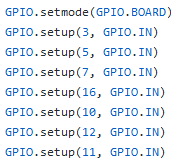 GPIO.setmode(GPIO.BOARD)
GPIO.setup(3, GPIO.IN)
GPIO.setup(5, GPIO.IN)
GPIO.setup(7, GPIO.IN)
GPIO.setup(16, GPIO.IN)
GPIO.setup(10, GPIO.IN)
GPIO.setup(12, GPIO.IN)
GPIO.setup(11, GPIO.IN)